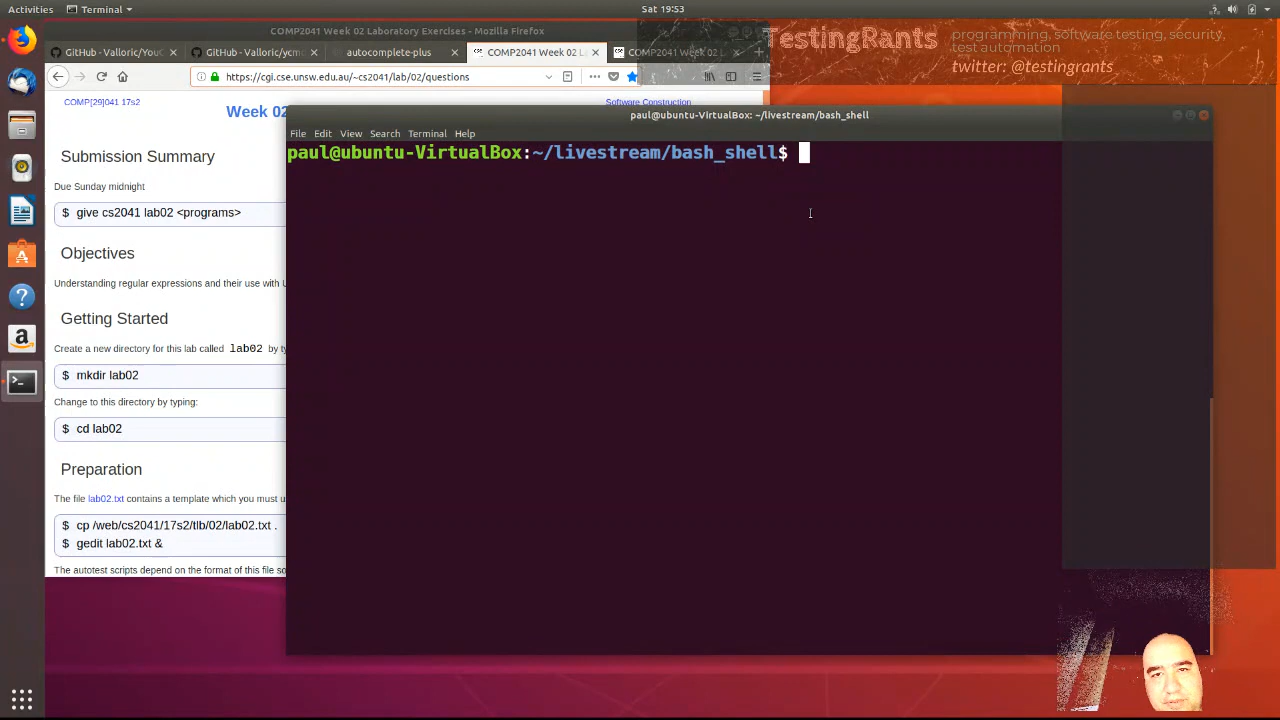 Activities
Terminal
Sat 19:53
COMP2041 Week 02 Laboratory Exercises - Mozilla Firefox
GitHub - Valloric/You
GitHub - Valloric/ycm
autocomplete-plus
COMP2041 Week 02 L
COMP2041 Week 02 L
https://cgi.cse.unsw.edu.au/~cs2041/lab/02/questions
TestingRants
programming, software testing, security,
test automation
twitter: @testingrants
COMP[29]041 17s2
Software Construction
Week 02
Submission Summary
Due Sunday midnight
$ give cs2041 lab02 <programs>
Objectives
Understanding regular expressions and their use with U
Getting Started
Create a new directory for this lab called lab02 by ty
$ mkdir lab02
Change to this directory by typing:
$ cd lab02
Preparation
The file lab02.txt contains a template which you must u
$ cp /web/cs2041/17s2/tlb/02/lab02.txt .
$ gedit lab02.txt &
The autotest scripts depend on the format of this file so
paul@ubuntu-VirtualBox: ~/livestream/bash_shell
File Edit View Search Terminal Help
paul@ubuntu-VirtualBox:~/livestream/bash_shell$